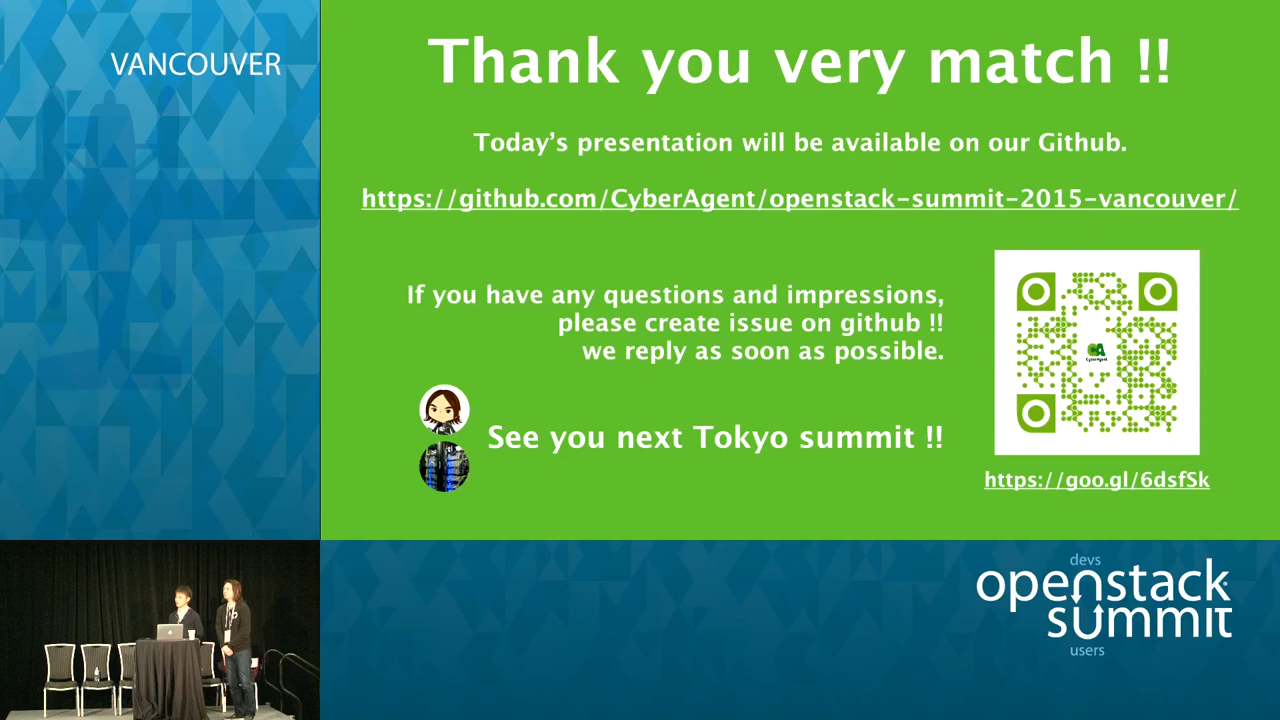 VANCOUVER
Thank you very match !!
Today's presentation will be available on our Github.
https://github.com/CyberAgent/openstack-summit-2015-vancouver/
If you have any questions and impressions,
please create issue on github !!
we reply as soon as possible.
CA
CyberAgent
See you next Tokyo summit !!
https://goo.gl/6dsfSk
devs
openstack
summit
users